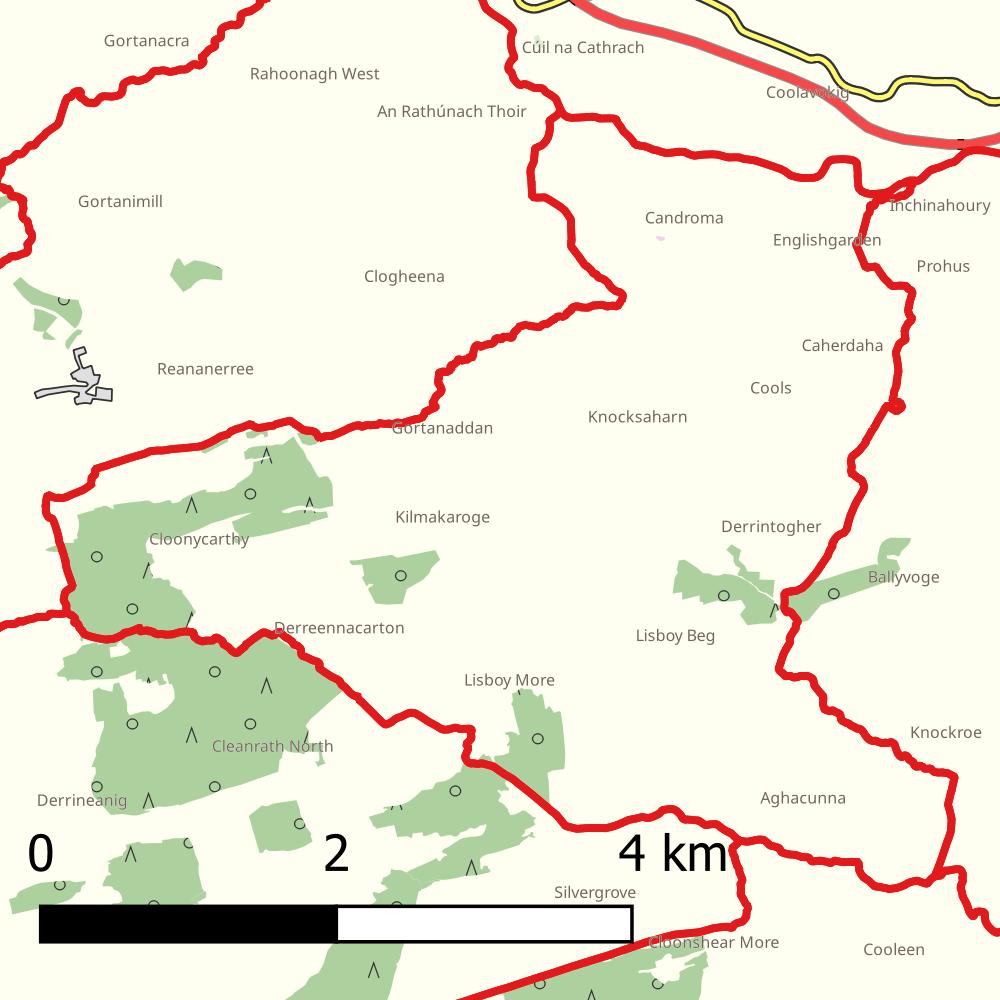 Gortanacra
Cúil na Cathrach
Rahoonagh West
Coolavokig
An Rathúnach Thoir
Gortanimill
Inchinahoury
Candroma
Englishgarden
Prohus
Clogheena
Caherdaha
Reananerree
Cools
Knocksaharn
Gortanaddan
Kilmakaroge
Derrintogher
Cloonycarthy
Ballyvoge
Derreennacarton
Lisboy Beg
Lisboy More
Knockroe
Cleanrath North
Derrineanig
Aghacunna
0
2
4 km
Silvergrove
Cloonshear More
Cooleen